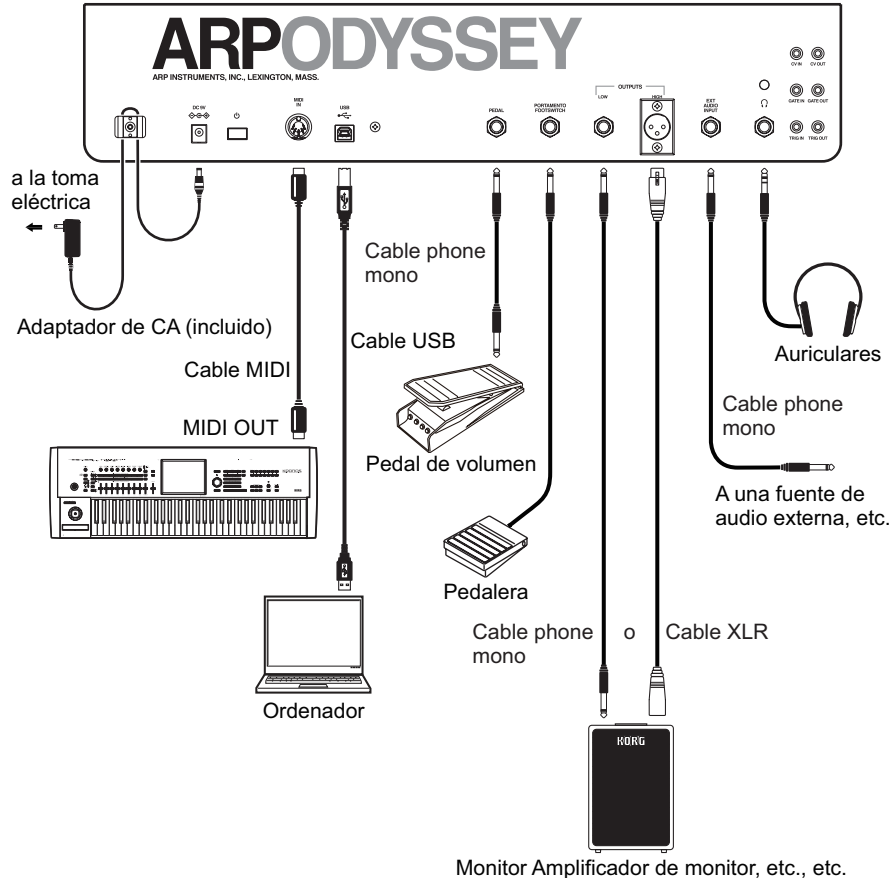 ARPODYSSEY
ARP INSTRUMENTS, INC., LEXINGTON, MASS.
CV IN CV OUT
DC 9V
MIDI
IN
USB
PEDAL
PORTAMENTO
FOOTSWITCH
OUTPUTS
LOW
HIGH
EXT
AUDIO
INPUT
GATE IN GATE OUT
TRIG IN TRIG OUT
a la toma
eléctrica
Adaptador de CA (incluido)
Cable MIDI
MIDI OUT
Cable phone
mono
Cable USB
Pedal de volumen
Auriculares
Cable phone
mono
A una fuente de
audio externa, etc.
Pedalera
Ordenador
Cable phone
mono
o
Cable XLR
KORG
Monitor Amplificador de monitor, etc., etc.